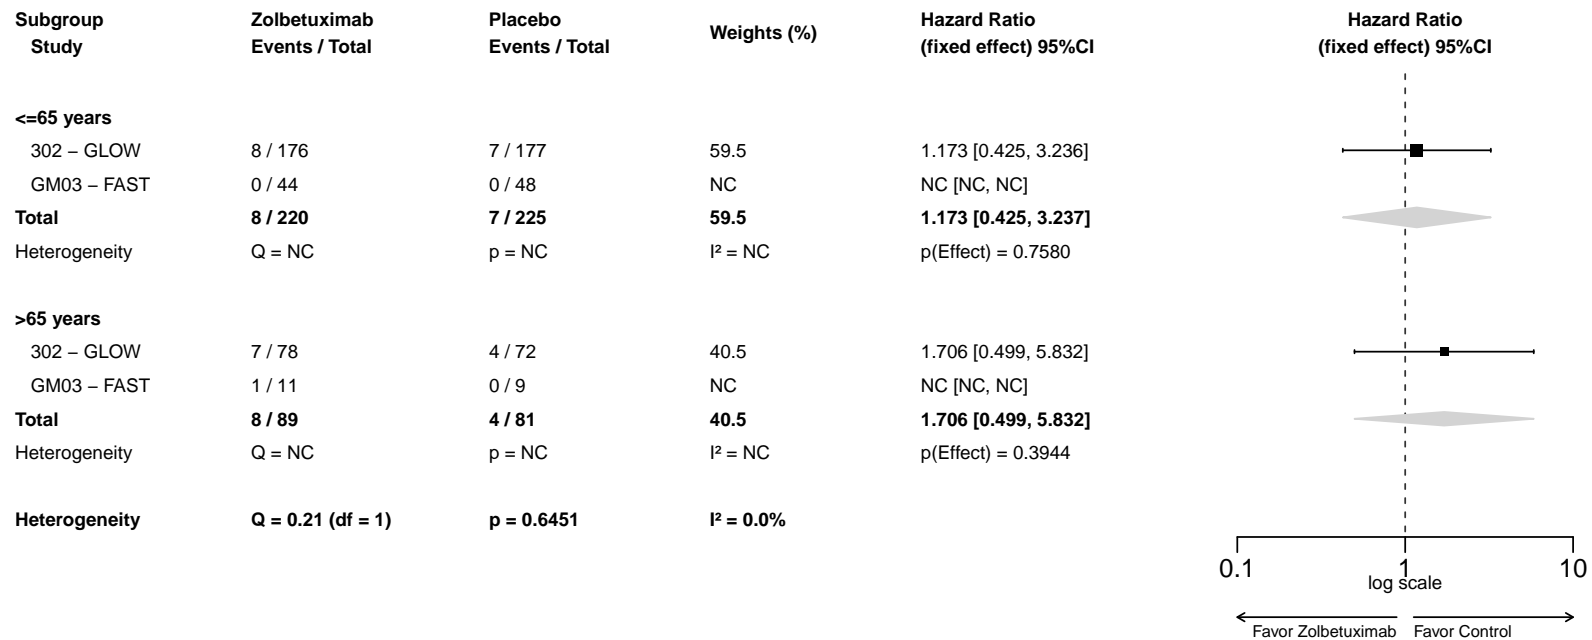 Subgroup Zolbetuximab Placebo Weights (%) Hazard Ratio Hazard Ratio
Study Events / Total Events / Total (fixed effect) 95%CI (fixed effect) 95%CI
<=65 years
302 – GLOW 8 / 176 7 / 177 59.5 1.173 [0.425, 3.236]
GM03 – FAST 0 / 44 0 / 48 NC NC [NC, NC]
Total 8 / 220 7 / 225 59.5 1.173 [0.425, 3.237]
Heterogeneity Q = NC p = NC I² = NC p(Effect) = 0.7580
>65 years
302 – GLOW 7 / 78 4 / 72 40.5 1.706 [0.499, 5.832]
GM03 – FAST 1 / 11 0 / 9 NC NC [NC, NC]
Total 8 / 89 4 / 81 40.5 1.706 [0.499, 5.832]
Heterogeneity Q = NC p = NC I² = NC p(Effect) = 0.3944
Heterogeneity Q = 0.21 (df = 1) p = 0.6451 I² = 0.0%
0.1 1 10
log scale
Favor Zolbetuximab Favor Control